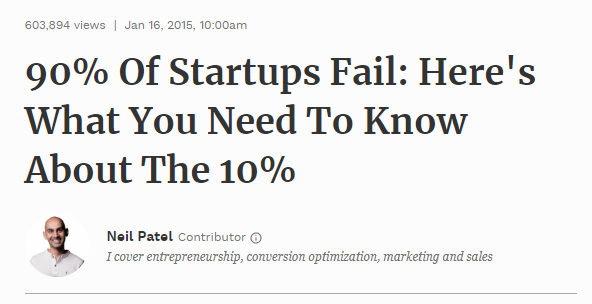 603,894 views | Jan 16, 2015, 10:00am
90% Of Startups Fail: Here's
What You Need To Know
About The 10%
Neil Patel Contributor ⓘ
I cover entrepreneurship, conversion optimization, marketing and sales